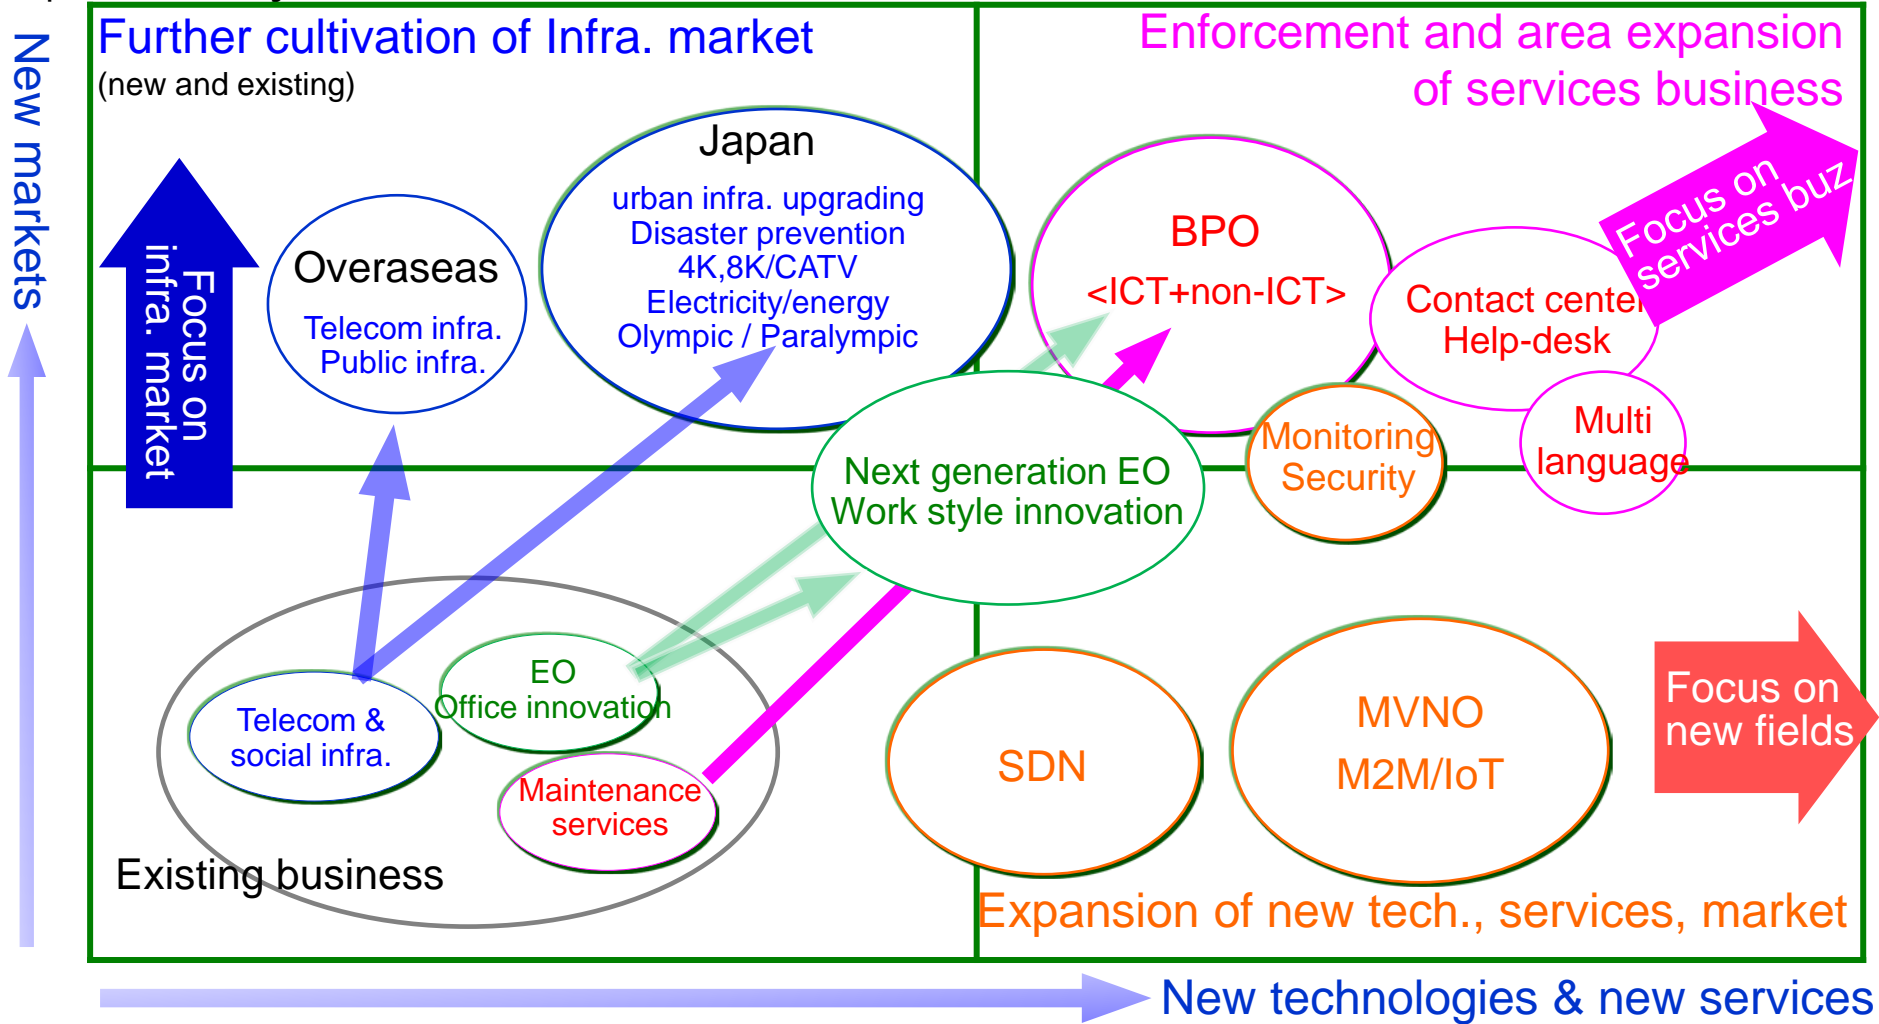 New markets
Further cultivation of Infra. market
(new and existing)
Enforcement and area expansion
of services business
Focus on
infra. market
Overaseas
Telecom infra.
Public infra.
Japan
urban infra. upgrading
Disaster prevention
4K,8K/CATV
Electricity/energy
Olympic / Paralympic
BPO
<ICT+non-ICT>
Contact center
Help-desk
Focus on
services buz
Multi
language
Monitoring
Security
Next generation EO
Work style innovation
EO
Office innovation
Telecom &
social infra.
Maintenance
services
Existing business
SDN
MVNO
M2M/IoT
Focus on
new fields
Expansion of new tech., services, market
New technologies & new services